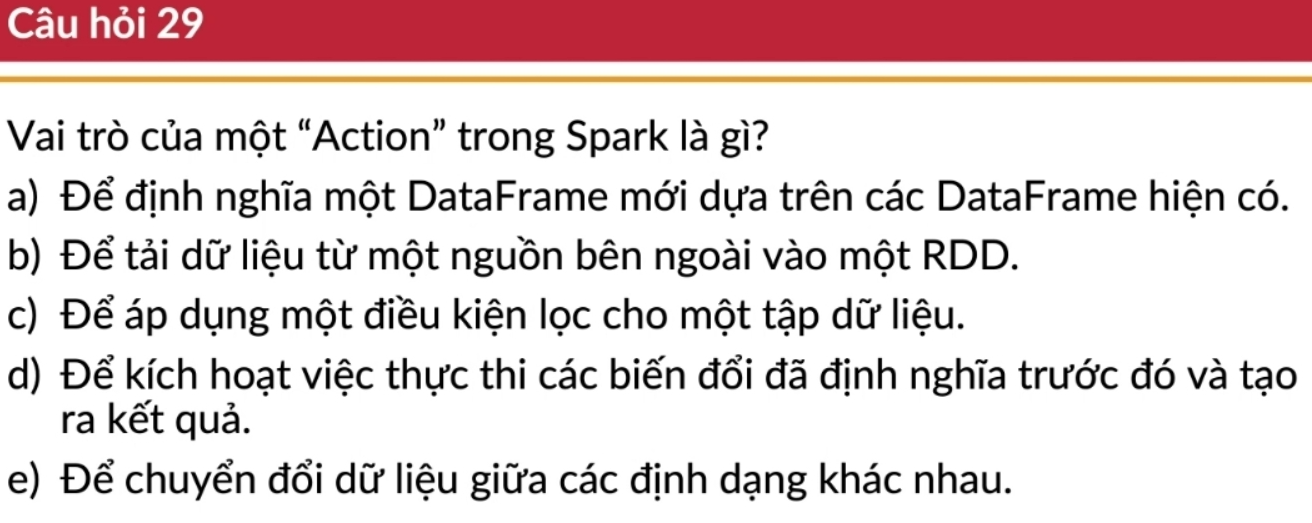 Câu hỏi 29
Vai trò của một “Action” trong Spark là gì?
a) Để định nghĩa một DataFrame mới dựa trên các DataFrame hiện có.
b) Để tải dữ liệu từ một nguồn bên ngoài vào một RDD.
c) Để áp dụng một điều kiện lọc cho một tập dữ liệu.
d) Để kích hoạt việc thực thi các biến đổi đã định nghĩa trước đó và tạo
ra kết quả.
e) Để chuyển đổi dữ liệu giữa các định dạng khác nhau.